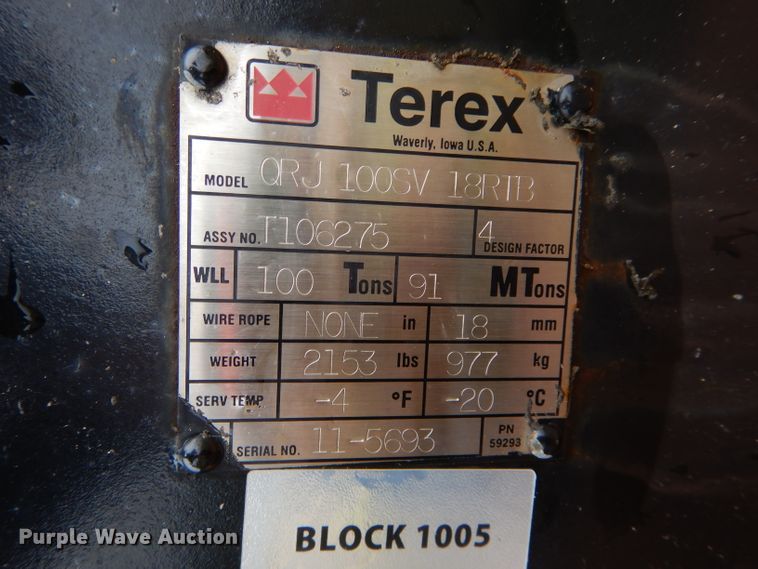 Terex
Waverly, Iowa U.S.A.
MODEL QRJ 100SV 18RTB
ASSY NO. T106275 4 DESIGN FACTOR
WLL 100 Tons 91 MTons
WIRE ROPE NONE in 18 mm
WEIGHT 2153 lbs 977 kg
SERV TEMP -4 °F -20 °C
SERIAL NO. 11-5693 PN 59293
BLOCK 1005
Purple Wave Auction